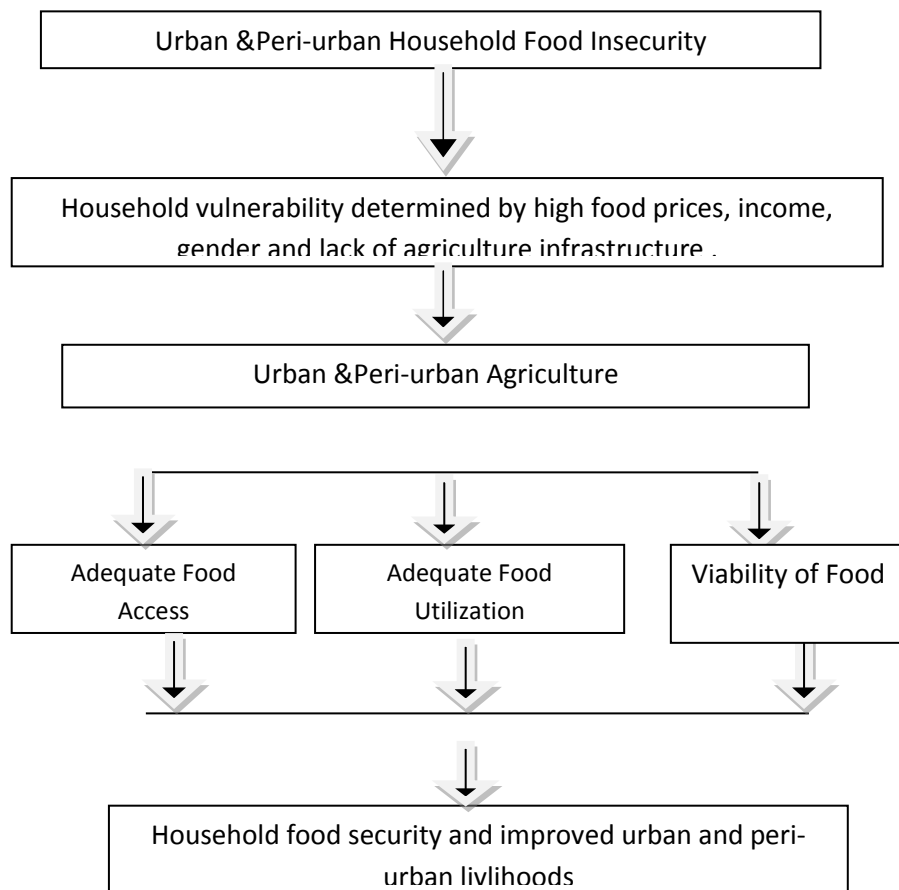 Urban &Peri-urban Household Food Insecurity
Household vulnerability determined by high food prices, income,
gender and lack of agriculture infrastructure .
Urban &Peri-urban Agriculture
Adequate Food
Access
Adequate Food
Utilization
Viability of Food
Household food security and improved urban and peri-
urban livlihoods